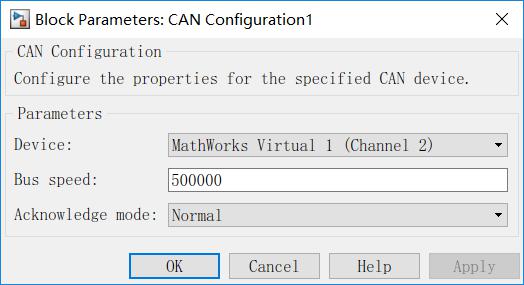 Block Parameters: CAN Configuration1
CAN Configuration
Configure the properties for the specified CAN device.
Parameters
Device: MathWorks Virtual 1 (Channel 2)
Bus speed: 500000
Acknowledge mode: Normal
OK Cancel Help Apply